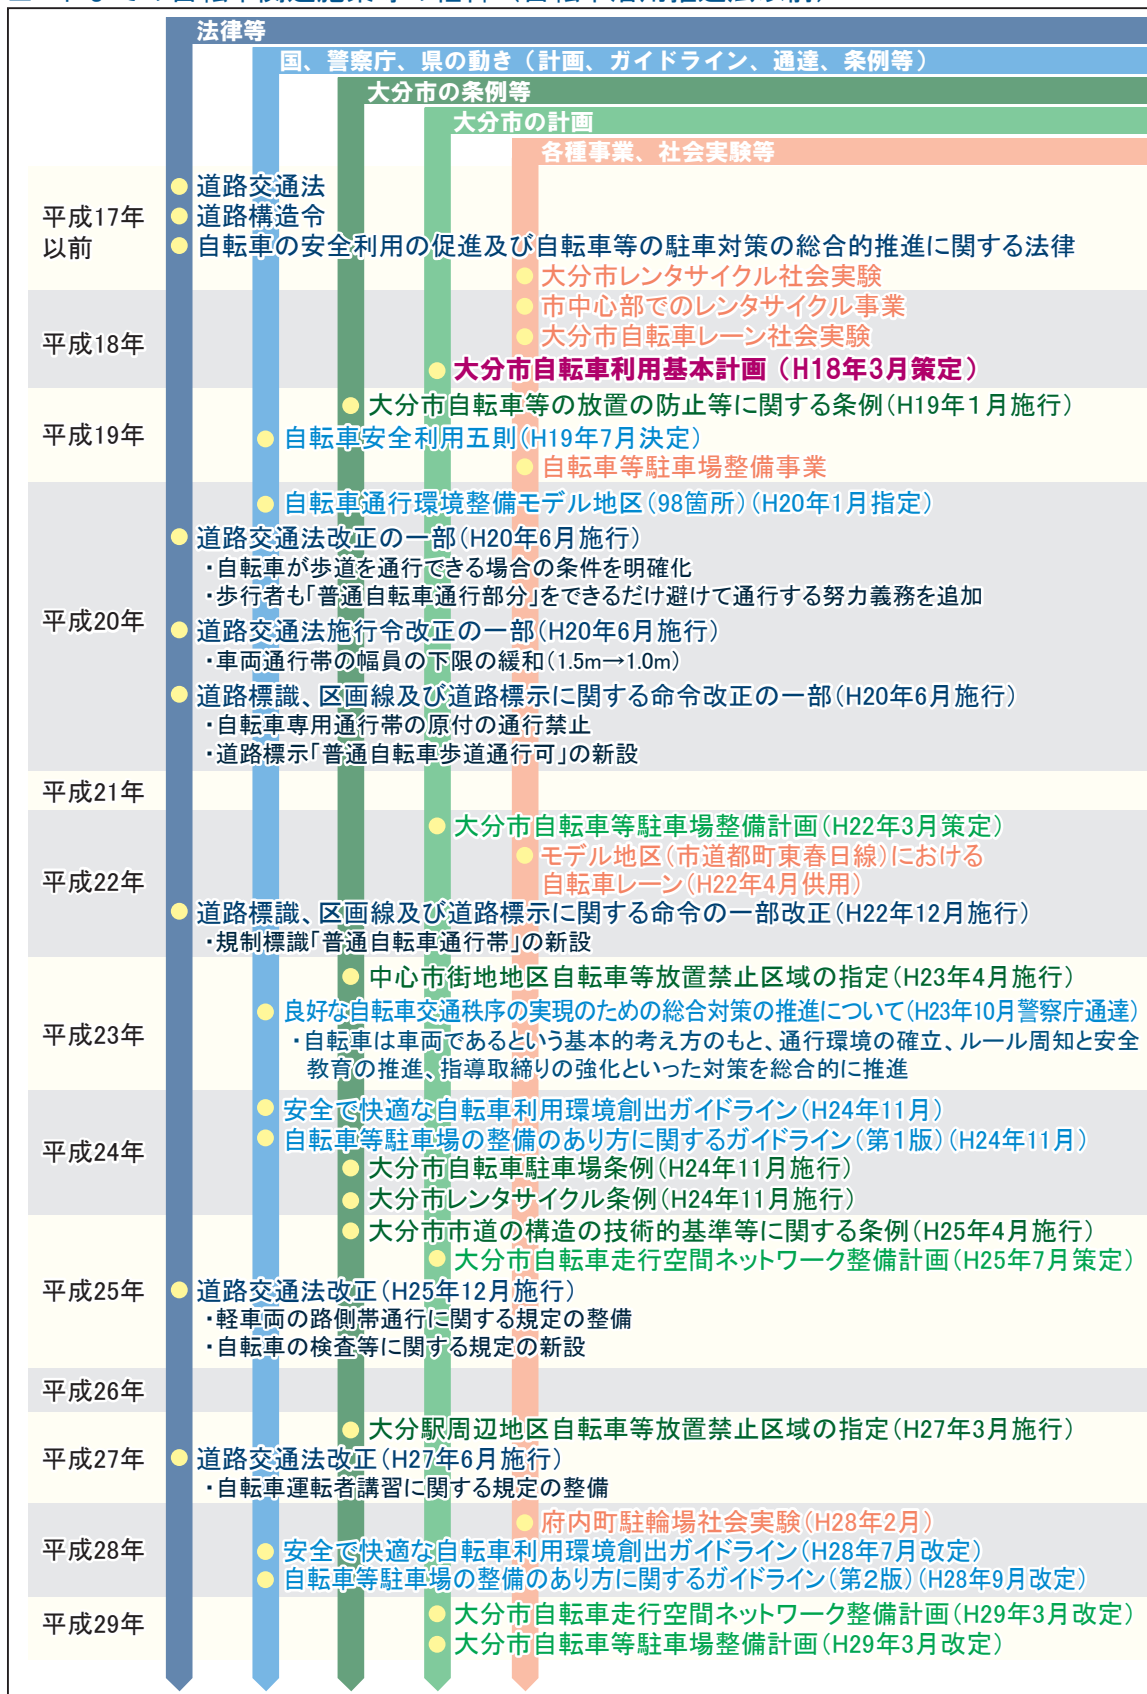 法律等
国、警察庁、県の動き（計画、ガイドライン、通達、条例等）
大分市の条例等
大分市の計画
各種事業、社会実験等
平成17年
以前
道路交通法
道路構造令
自転車の安全利用の促進及び自転車等の駐車対策の総合的推進に関する法律
大分市レンタサイクル社会実験
平成18年
市中心部でのレンタサイクル事業
大分市自転車レーン社会実験
大分市自転車利用基本計画（H18年3月策定）
平成19年
大分市自転車等の放置の防止等に関する条例（H19年１月施行）
自転車安全利用五則（H19年7月決定）
自転車等駐車場整備事業
平成20年
自転車通行環境整備モデル地区（98箇所）（H20年1月指定）
道路交通法改正の一部（H20年6月施行）
・自転車が歩道を通行できる場合の条件を明確化
・歩行者も「普通自転車通行部分」をできるだけ避けて通行する努力義務を追加
道路交通法施行令改正の一部（H20年6月施行）
・車両通行帯の幅員の下限の緩和（1.5m→1.0m）
道路標識、区画線及び道路標示に関する命令改正の一部（H20年6月施行）
・自転車専用通行帯の原付の通行禁止
・道路標示「普通自転車歩道通行可」の新設
平成21年
平成22年
大分市自転車等駐車場整備計画（H22年3月策定）
モデル地区（市道都町東春日線）における
自転車レーン（H22年4月供用）
道路標識、区画線及び道路標示に関する命令の一部改正（H22年12月施行）
・規制標識「普通自転車通行帯」の新設
平成23年
中心市街地地区自転車等放置禁止区域の指定（H23年4月施行）
良好な自転車交通秩序の実現のための総合対策の推進について（H23年10月警察庁通達）
・自転車は車両であるという基本的考え方のもと、通行環境の確立、ルール周知と安全
教育の推進、指導取締りの強化といった対策を総合的に推進
平成24年
安全で快適な自転車利用環境創出ガイドライン（H24年11月）
自転車等駐車場の整備のあり方に関するガイドライン（第１版）（H24年11月）
大分市自転車駐車場条例（H24年11月施行）
大分市レンタサイクル条例（H24年11月施行）
平成25年
大分市市道の構造の技術的基準等に関する条例（H25年4月施行）
大分市自転車走行空間ネットワーク整備計画（H25年7月策定）
道路交通法改正（H25年12月施行）
・軽車両の路側帯通行に関する規定の整備
・自転車の検査等に関する規定の新設
平成26年
平成27年
大分駅周辺地区自転車等放置禁止区域の指定（H27年3月施行）
道路交通法改正（H27年6月施行）
・自転車運転者講習に関する規定の整備
平成28年
府内町駐輪場社会実験（H28年2月）
安全で快適な自転車利用環境創出ガイドライン（H28年7月改定）
自転車等駐車場の整備のあり方に関するガイドライン（第２版）（H28年9月改定）
平成29年
大分市自転車走行空間ネットワーク整備計画（H29年3月改定）
大分市自転車等駐車場整備計画（H29年3月改定）